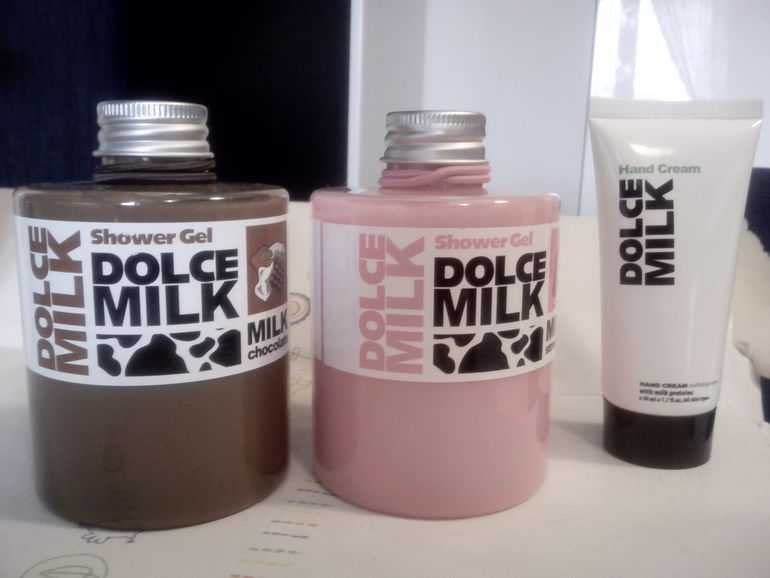 DOLCE
MILK
Shower Gel
DOLCE
MILK
MILK
chocolate
DOLCE
MILK
Shower Gel
DOLCE
MILK
Hand Cream
DOLCE
MILK
HAND CREAM
with milk proteins